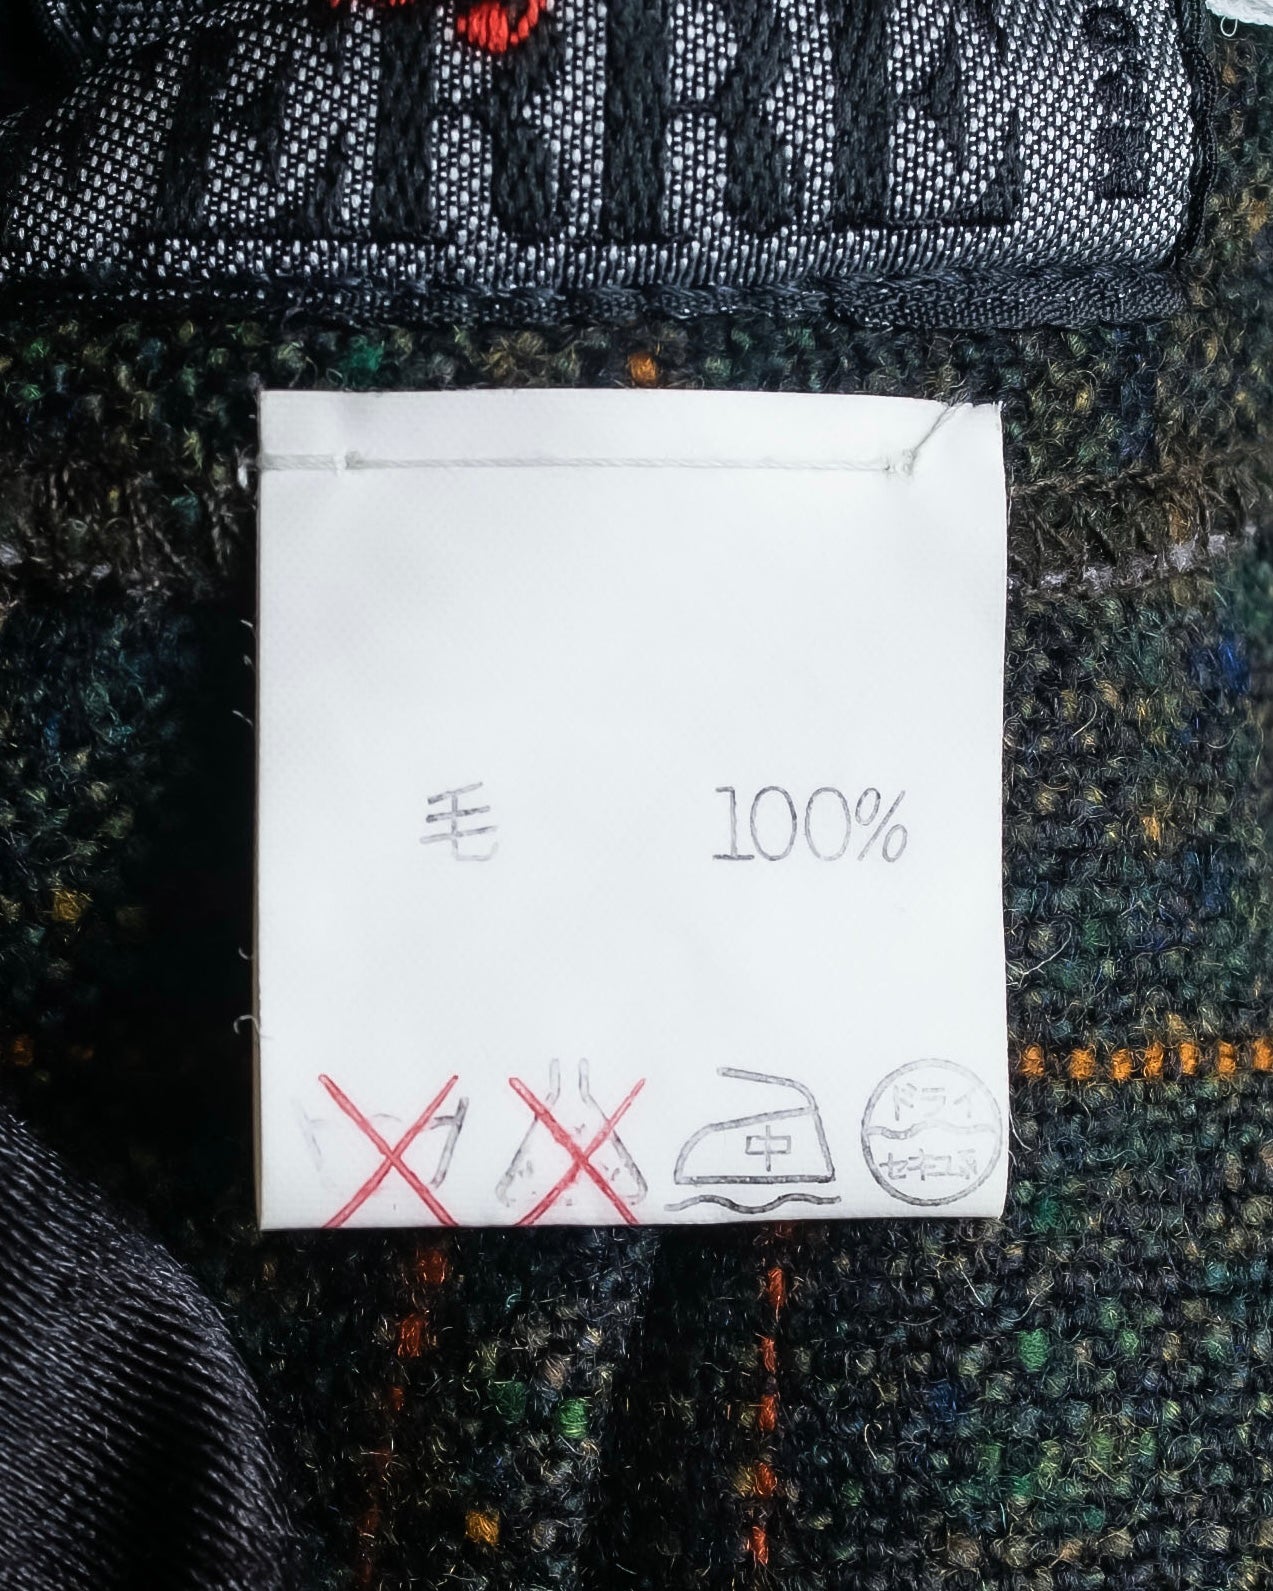 毛 100%
中
ドライ
セキユ系